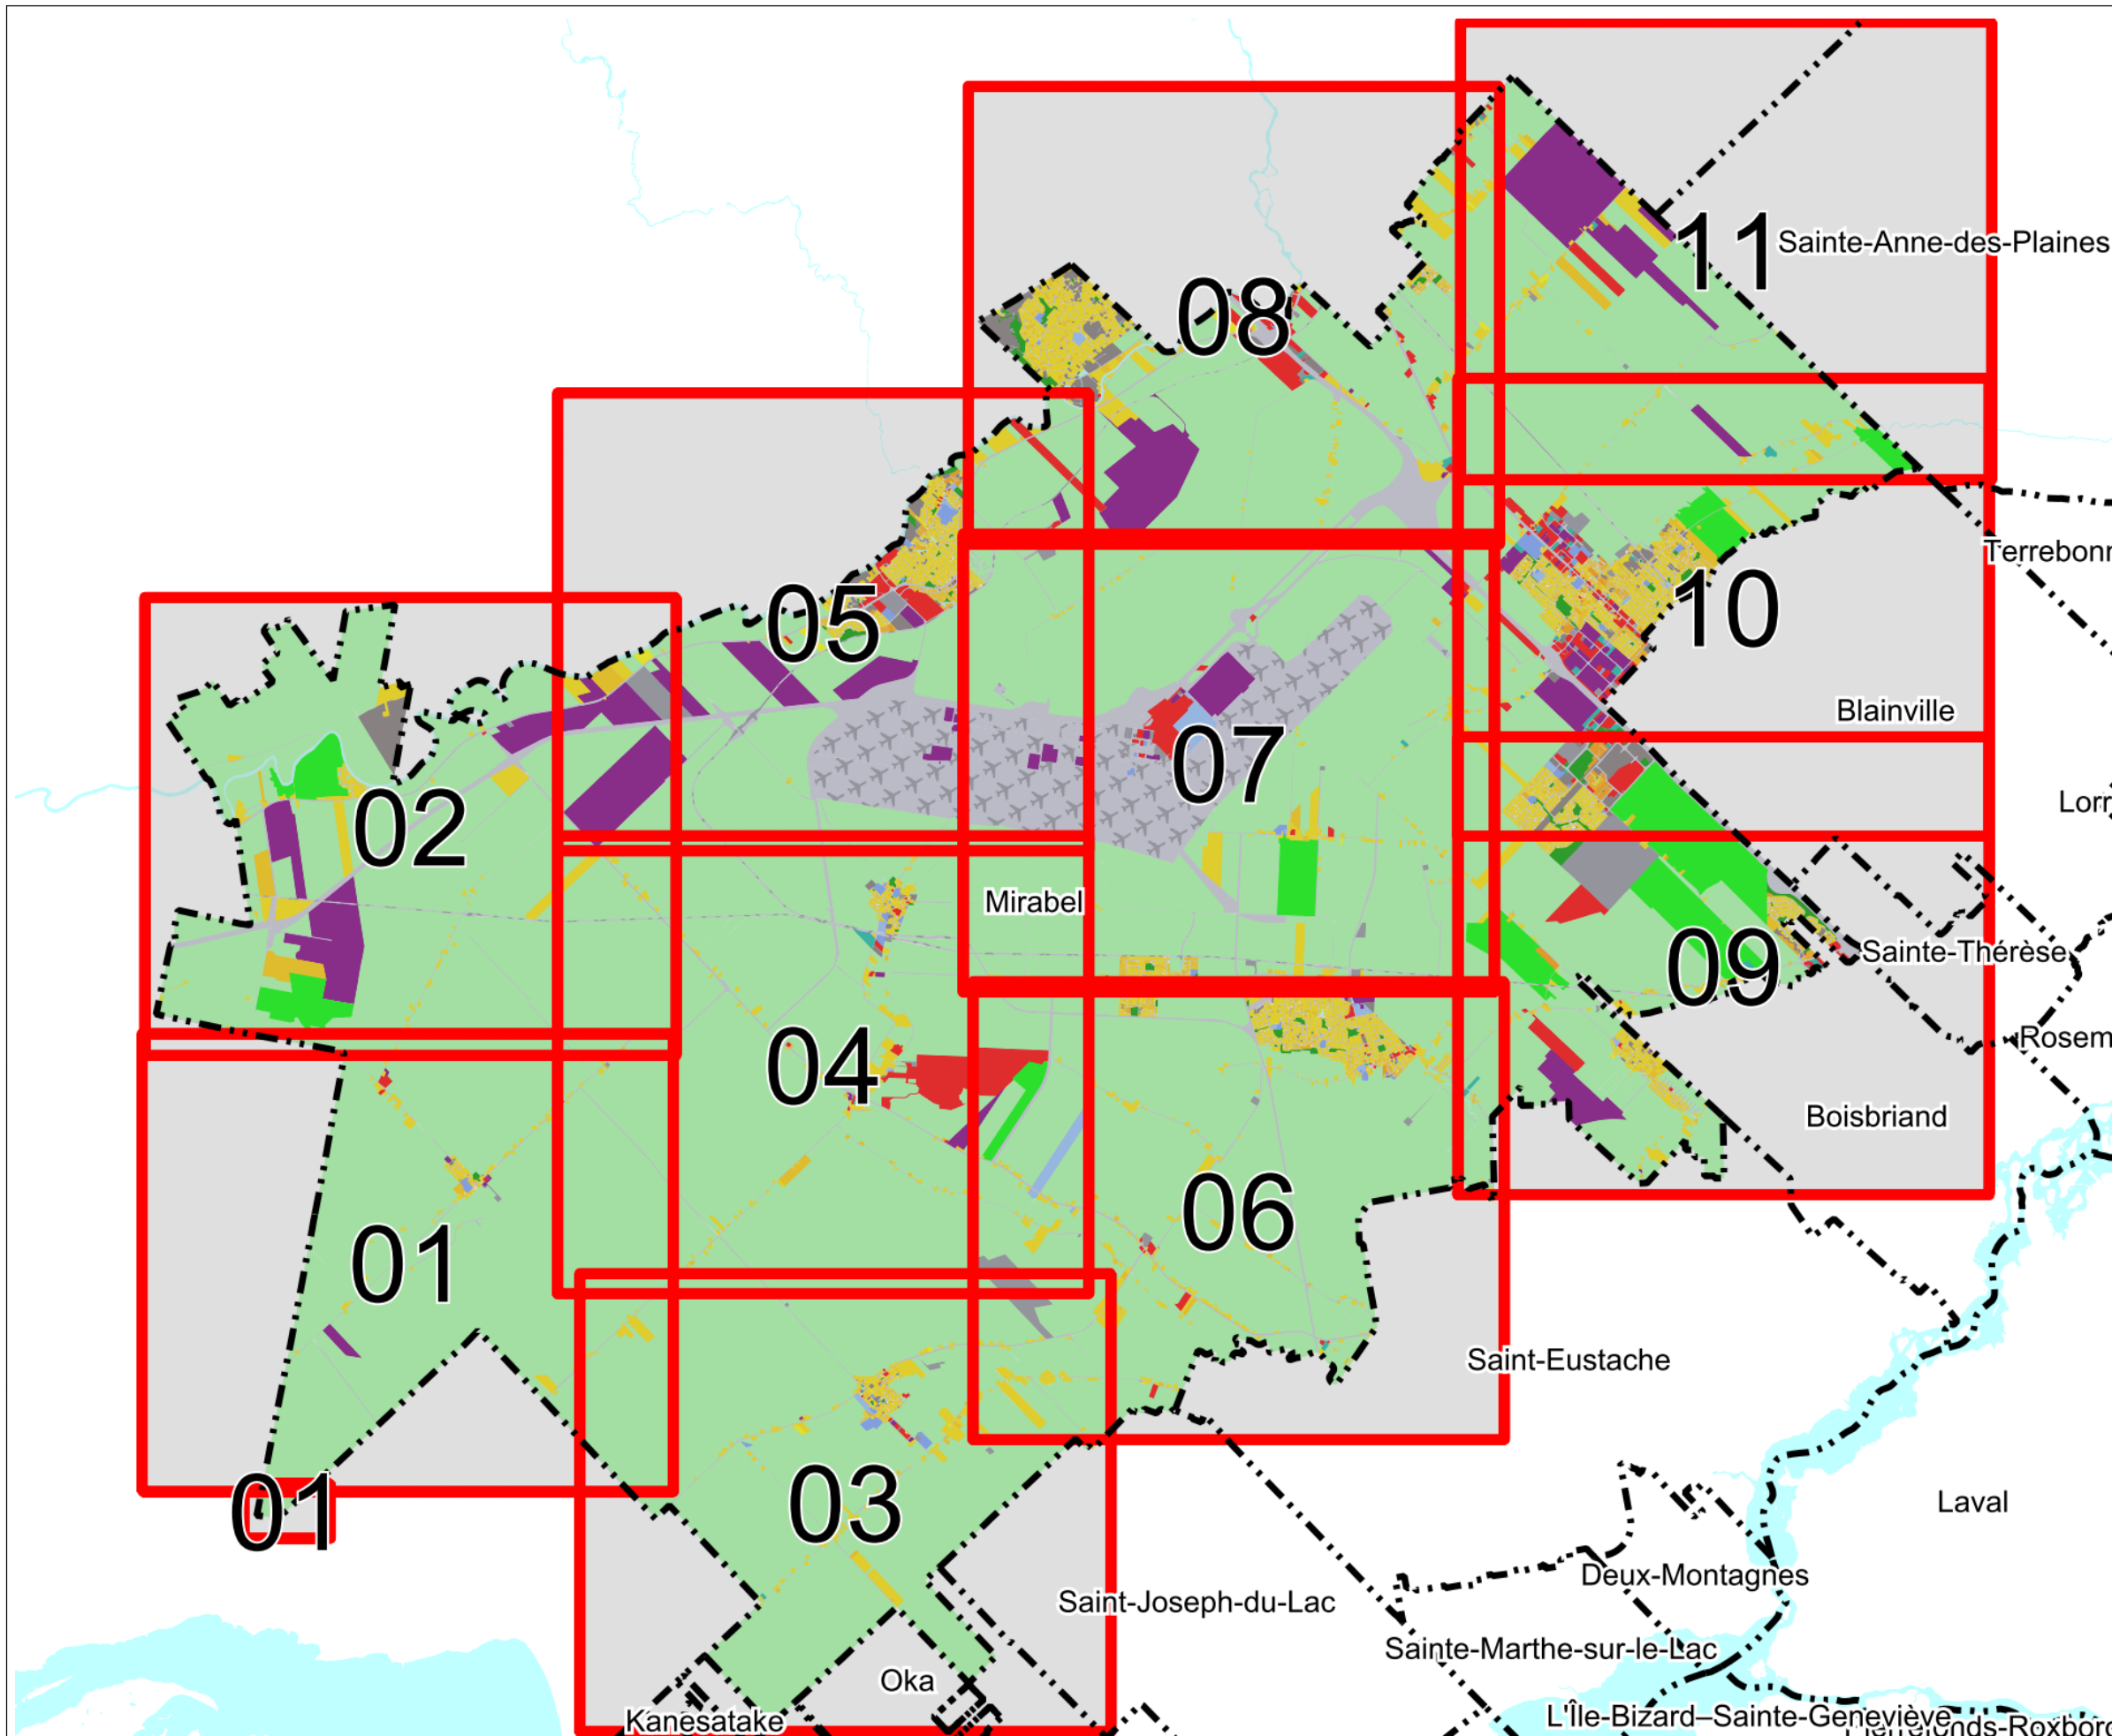 11
Sainte-Anne-des-Plaines
08
10
05
Blainville
07
02
Mirabel
Sainte-Thérèse
09
04
Boisbriand
06
01
Saint-Eustache
03
01
Laval
Deux-Montagnes
Saint-Joseph-du-Lac
Sainte-Marthe-sur-le-Lac
Oka
Kanesatake
L'Île-Bizard–Sainte-Geneviève
Terrebonn
Lorr
Rosem